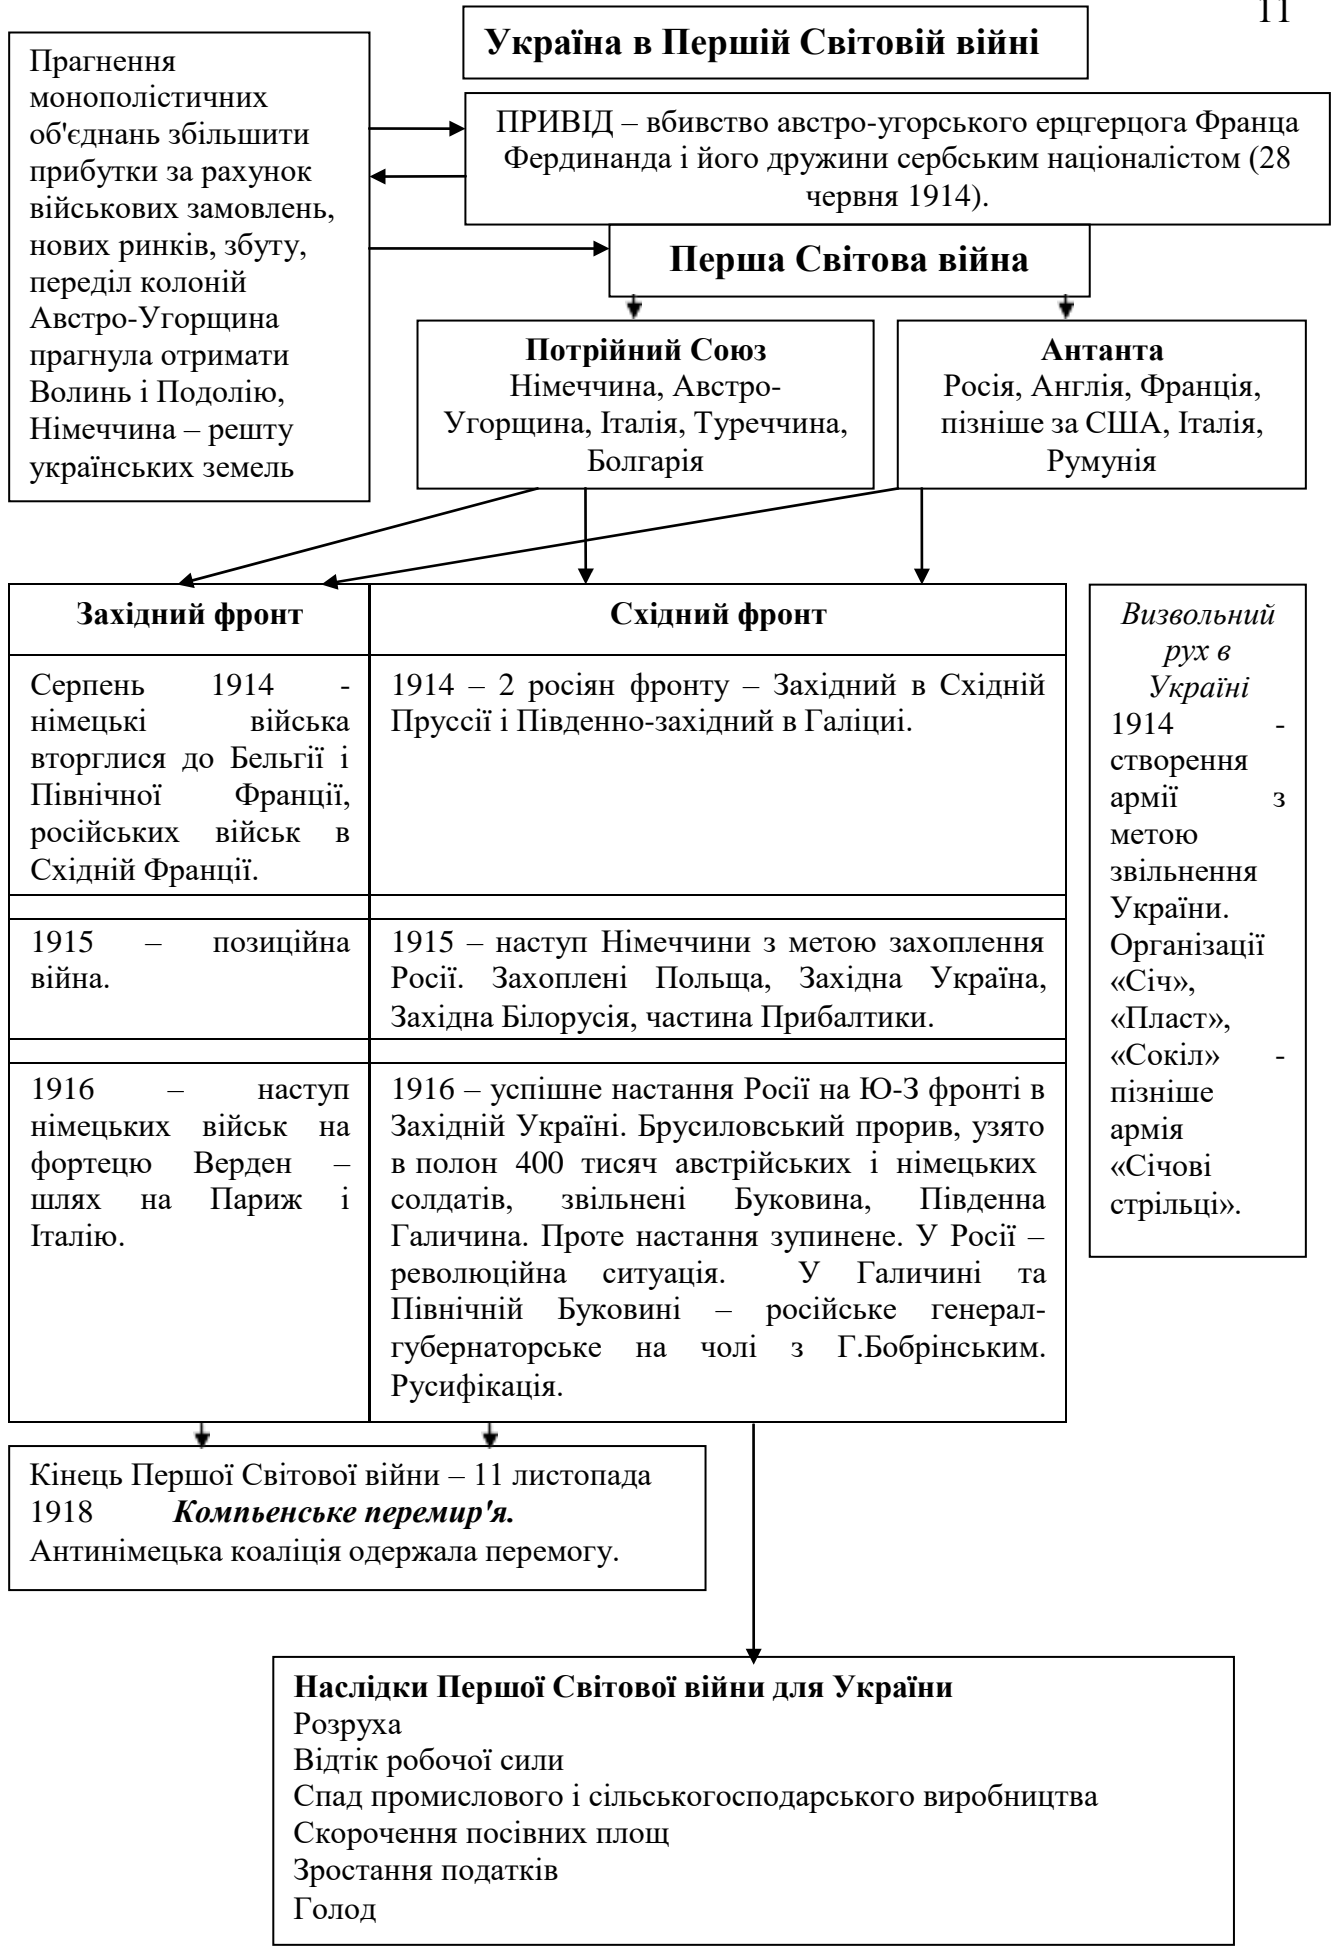 11
Україна в Першій Світовій війні
Прагнення
монополістичних
об'єднань збільшити
прибутки за рахунок
військових замовлень,
нових ринків, збуту,
переділ колоній
Австро-Угорщина
прагнула отримати
Волинь і Подолію,
Німеччина – решту
українських земель
ПРИВІД – вбивство австро-угорського ерцгерцога Франца
Фердинанда і його дружини сербським націоналістом (28
червня 1914).
Перша Світова війна
Потрійний Союз
Німеччина, Австро-
Угорщина, Італія, Туреччина,
Болгарія
Антанта
Росія, Англія, Франція,
пізніше за США, Італія,
Румунія
Західний фронт
Східний фронт
Серпень 1914 -
німецькі війська
вторглися до Бельгії і
Північної Франції,
російських військ в
Східній Франції.
1914 – 2 росіян фронту – Західний в Східній
Пруссії і Південно-західний в Галіциі.
1915 – позиційна
війна.
1915 – наступ Німеччини з метою захоплення
Росії. Захоплені Польща, Західна Україна,
Західна Білорусія, частина Прибалтики.
1916 – наступ
німецьких військ на
фортецю Верден –
шлях на Париж і
Італію.
1916 – успішне настання Росії на Ю-З фронті в
Західній Україні. Брусиловський прорив, узято
в полон 400 тисяч австрійських і німецьких
солдатів, звільнені Буковина, Південна
Галичина. Проте настання зупинене. У Росії –
революційна ситуація. У Галичині та
Північній Буковині – російське генерал-
губернаторське на чолі з Г.Бобрінським.
Русифікація.
Визвольний
рух в
Україні
1914 -
створення
армії з
метою
звільнення
України.
Організації
«Січ»,
«Пласт»,
«Сокіл» -
пізніше
армія
«Січові
стрільці».
Кінець Першої Світової війни – 11 листопада
1918 Компьенське перемир'я.
Антинімецька коаліція одержала перемогу.
Наслідки Першої Світової війни для України
Розруха
Відтік робочої сили
Спад промислового і сільськогосподарського виробництва
Скорочення посівних площ
Зростання податків
Голод